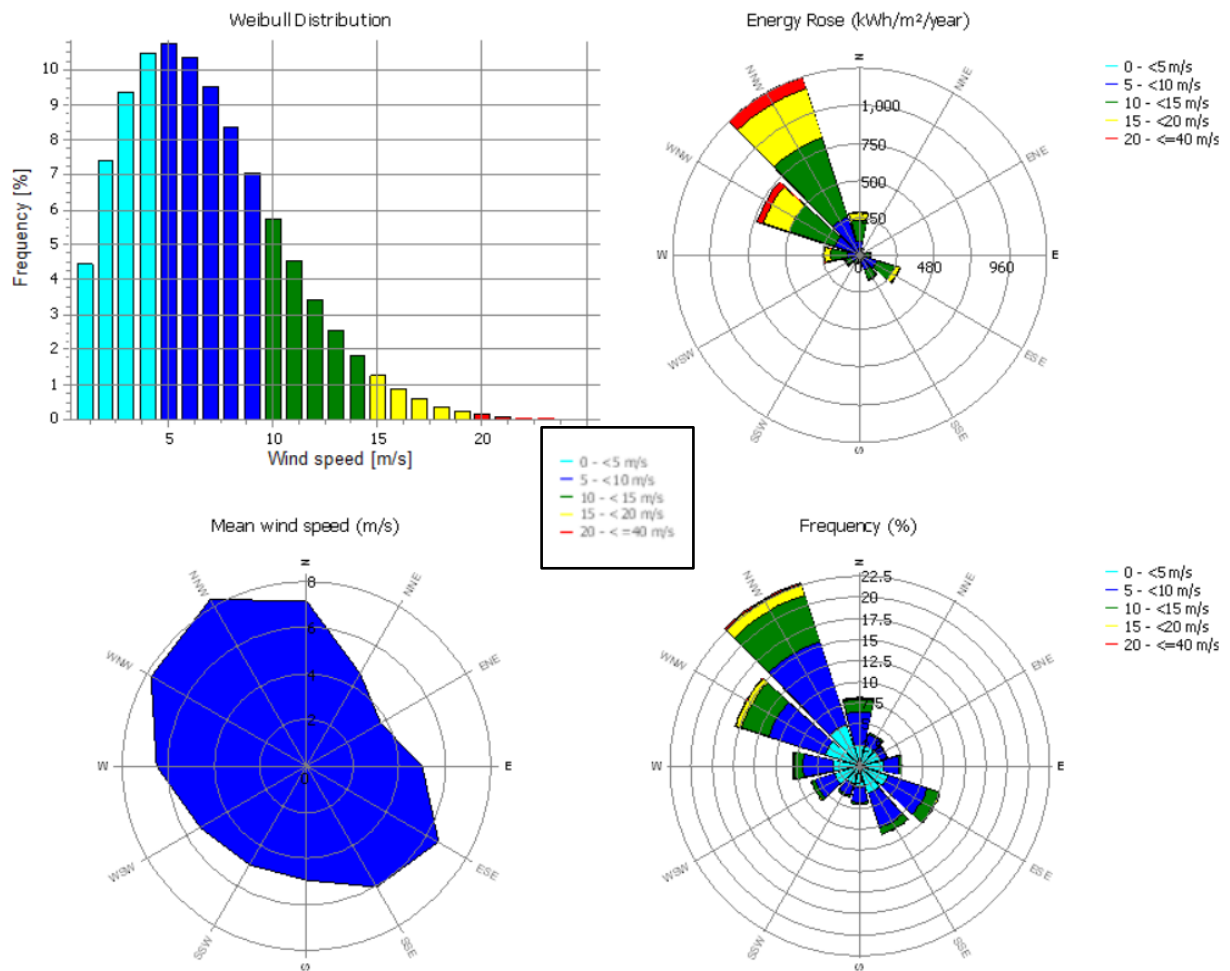 Weibull Distribution
Frequency [%]
10
9
8
7
6
5
4
3
2
1
0
5
10
15
20
Wind speed [m/s]
Energy Rose (kWh/m²/year)
N
NNE
ENE
E
ESE
SSE
S
SSW
WSW
W
WNW
NNW
1,000
750
500
250
0
480
960
0 - <5 m/s
5 - <10 m/s
10 - <15 m/s
15 - <20 m/s
20 - <=40 m/s
0 - <5 m/s
5 - <10 m/s
10 - <15 m/s
15 - <20 m/s
20 - <=40 m/s
Mean wind speed (m/s)
N
NNE
ENE
E
ESE
SSE
S
SSW
WSW
W
WNW
NNW
8
6
4
2
0
Frequency (%)
N
NNE
ENE
E
ESE
SSE
S
SSW
WSW
W
WNW
NNW
22.5
20
17.5
15
12.5
10
7.5
0 - <5 m/s
5 - <10 m/s
10 - <15 m/s
15 - <20 m/s
20 - <=40 m/s